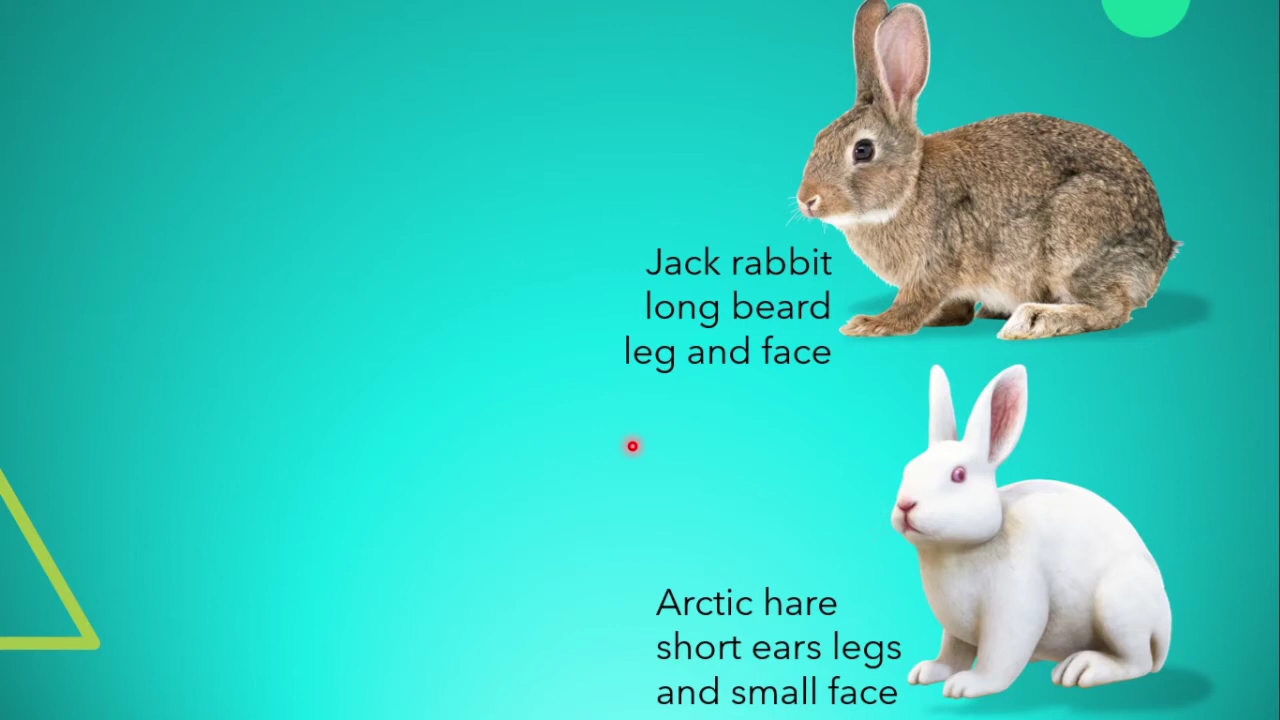 Jack rabbit
long beard
leg and face
Arctic hare
short ears legs
and small face